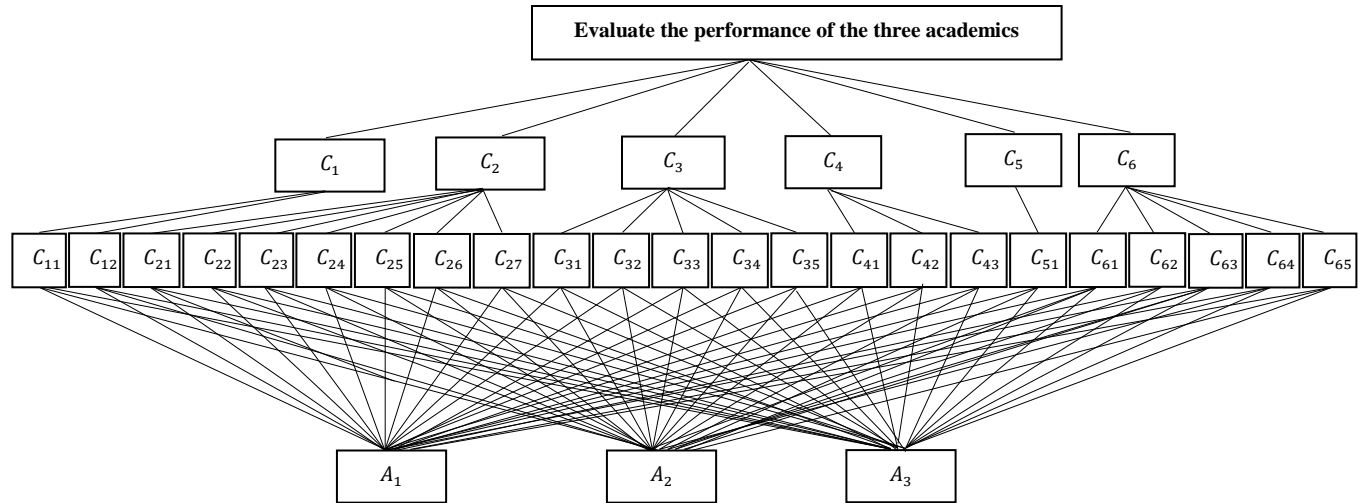 Evaluate the performance of the three academics
C₁ C₂ C₃ C₄ C₅ C₆
C₁₁ C₁₂ C₂₁ C₂₂ C₂₃ C₂₄ C₂₅ C₂₆ C₂₇ C₃₁ C₃₂ C₃₃ C₃₄ C₃₅ C₄₁ C₄₂ C₄₃ C₅₁ C₆₁ C₆₂ C₆₃ C₆₄ C₆₅
A₁ A₂ A₃